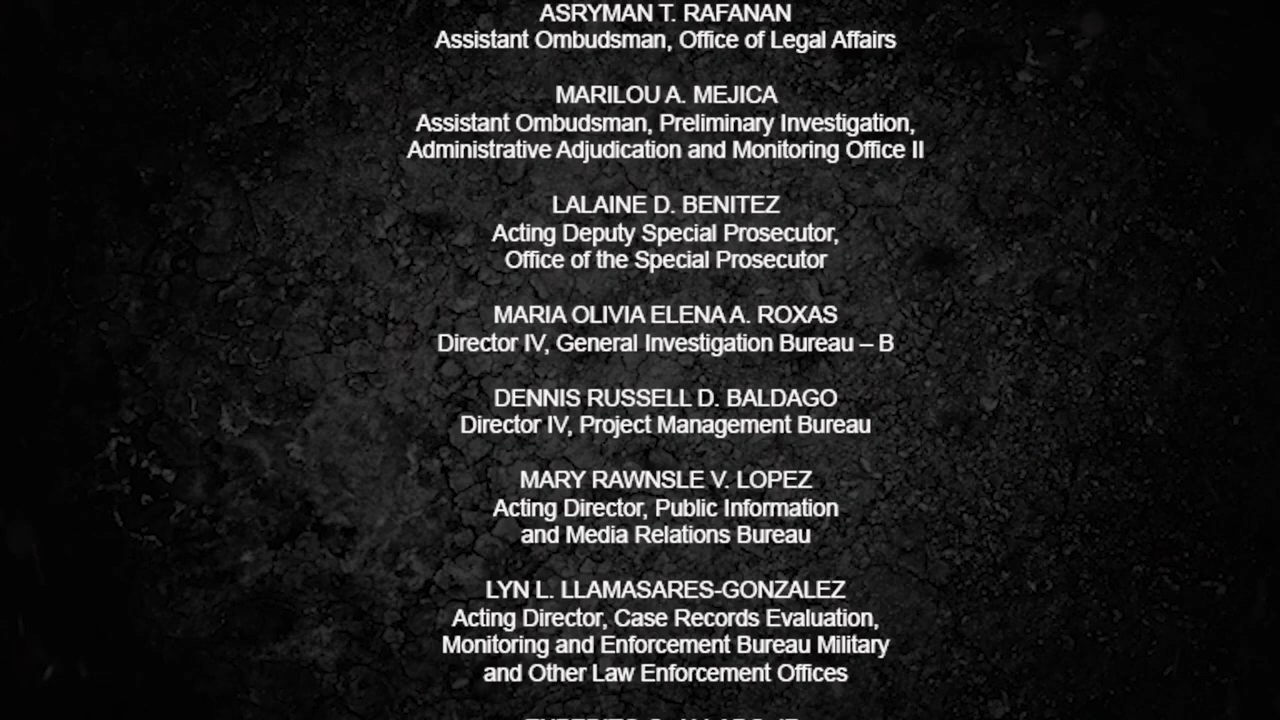 ASRYMAN T. RAFANAN
Assistant Ombudsman, Office of Legal Affairs
MARILOU A. MEJICA
Assistant Ombudsman, Preliminary Investigation,
Administrative Adjudication and Monitoring Office II
LALAINE D. BENITEZ
Acting Deputy Special Prosecutor,
Office of the Special Prosecutor
MARIA OLIVIA ELENA A. ROXAS
Director IV, General Investigation Bureau – B
DENNIS RUSSELL D. BALDAGO
Director IV, Project Management Bureau
MARY RAWNSLE V. LOPEZ
Acting Director, Public Information
and Media Relations Bureau
LYN L. LLAMASARES-GONZALEZ
Acting Director, Case Records Evaluation,
Monitoring and Enforcement Bureau Military
and Other Law Enforcement Offices